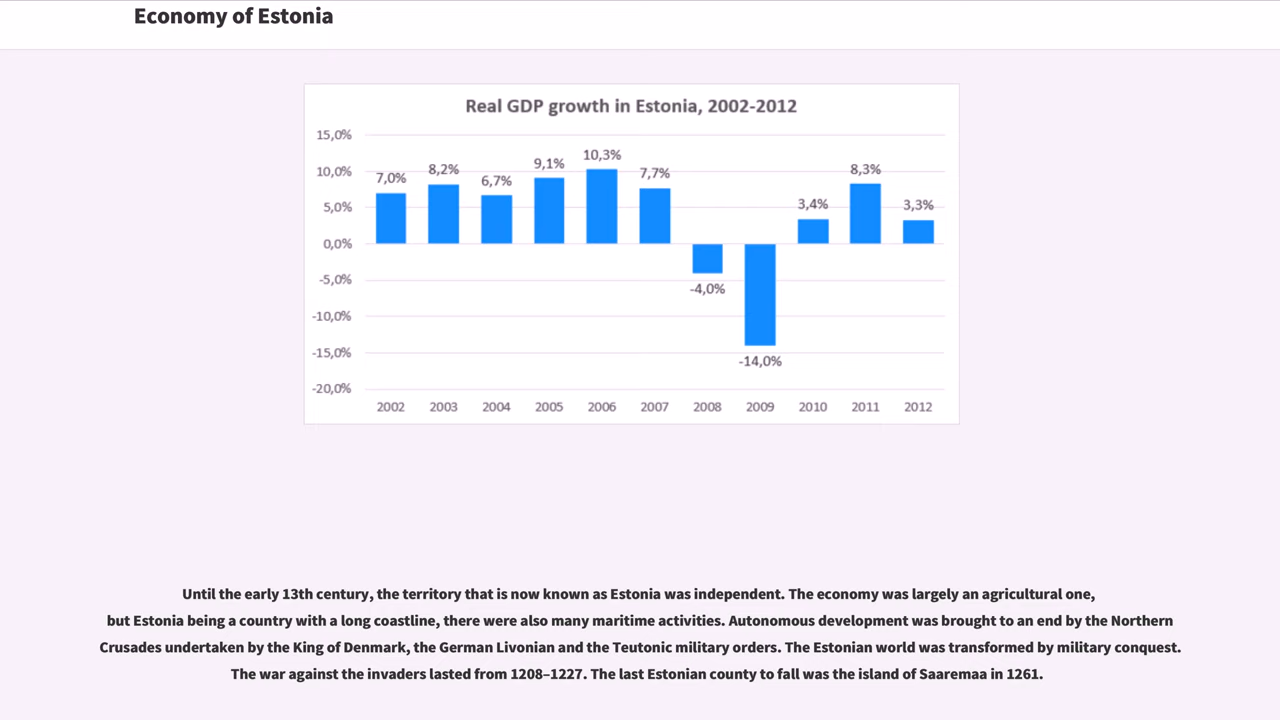 Economy of Estonia
Real GDP growth in Estonia, 2002-2012
15,0%
10,0%
5,0%
0,0%
-5,0%
-10,0%
-15,0%
-20,0%
7,0%
8,2%
6,7%
9,1%
10,3%
7,7%
-4,0%
-14,0%
3,4%
8,3%
3,3%
2002 2003 2004 2005 2006 2007 2008 2009 2010 2011 2012
Until the early 13th century, the territory that is now known as Estonia was independent. The economy was largely an agricultural one,
but Estonia being a country with a long coastline, there were also many maritime activities. Autonomous development was brought to an end by the Northern
Crusades undertaken by the King of Denmark, the German Livonian and the Teutonic military orders. The Estonian world was transformed by military conquest.
The war against the invaders lasted from 1208–1227. The last Estonian county to fall was the island of Saaremaa in 1261.